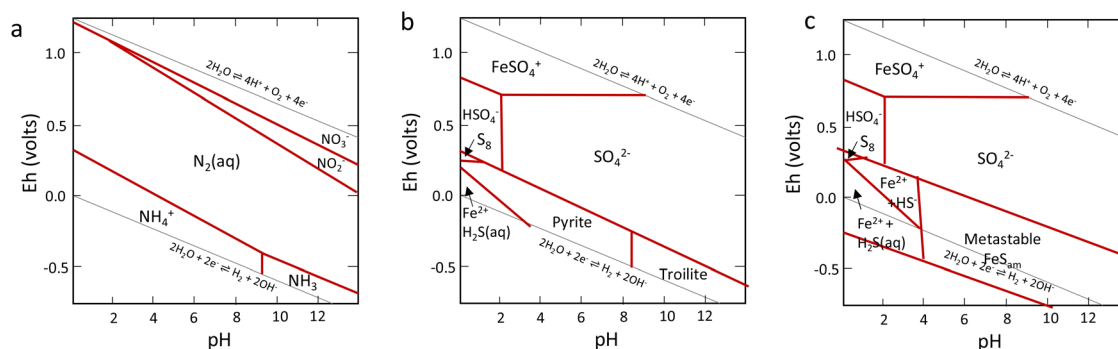 a
Eh (volts)
1.0
0.5
0.0
-0.5
2H₂O ⇌ 4H⁺ + O₂ + 4e⁻
NO₃⁻
NO₂⁻
N₂(aq)
NH₄⁺
2H₂O + 2e⁻ ⇌ H₂ + 2OH⁻
NH₃
2 4 6 8 10 12
pH
b
Eh (volts)
1.0
0.5
0.0
-0.5
FeSO₄⁺
2H₂O ⇌ 4H⁺ + O₂ + 4e⁻
HSO₄⁻
S₈
SO₄²⁻
Fe²⁺
H₂S(aq)
Pyrite
2H₂O + 2e⁻ ⇌ H₂ + 2OH⁻
Troilite
2 4 6 8 10 12
pH
c
Eh (volts)
1.0
0.5
0.0
-0.5
FeSO₄⁺
2H₂O ⇌ 4H⁺ + O₂ + 4e⁻
HSO₄⁻
S₈
SO₄²⁻
Fe²⁺
+HS⁻
Fe²⁺ +
H₂S(aq)
Metastable
FeSₐₘ
2H₂O + 2e⁻ ⇌ H₂ + 2OH⁻
2 4 6 8 10 12
pH